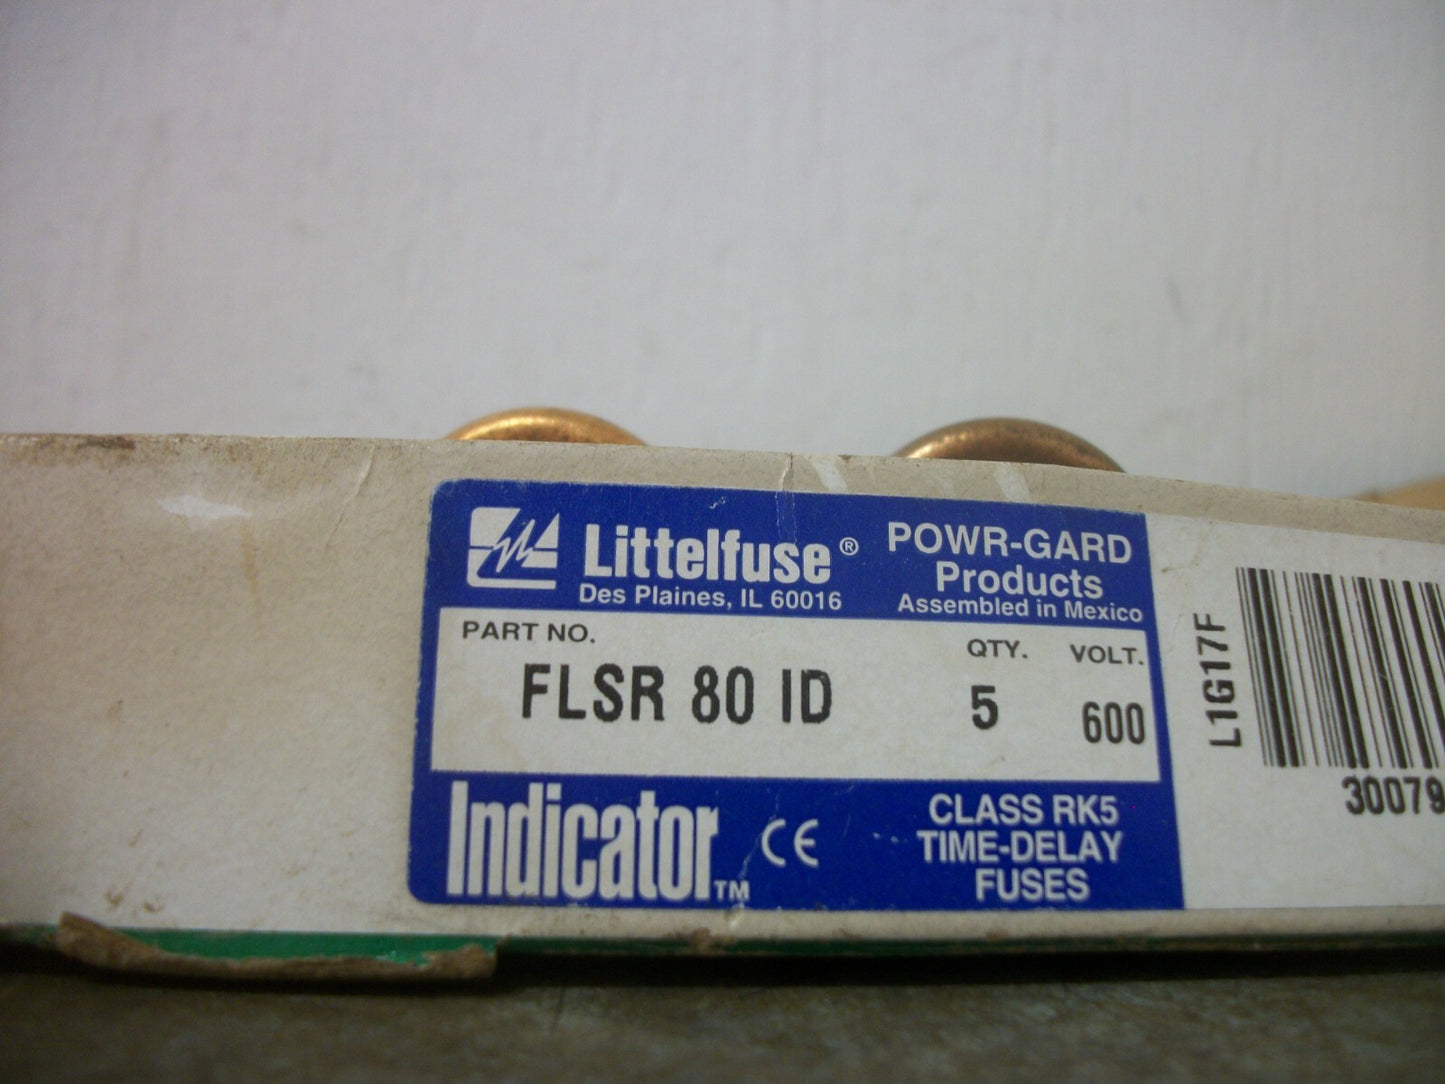 Littelfuse®
Des Plaines, IL 60016
POWR-GARD
Products
Assembled in Mexico
PART NO.
QTY.
VOLT.
FLSR 80 ID
5
600
Indicator™
CE
CLASS RK5
TIME-DELAY
FUSES
L1G17F
30079